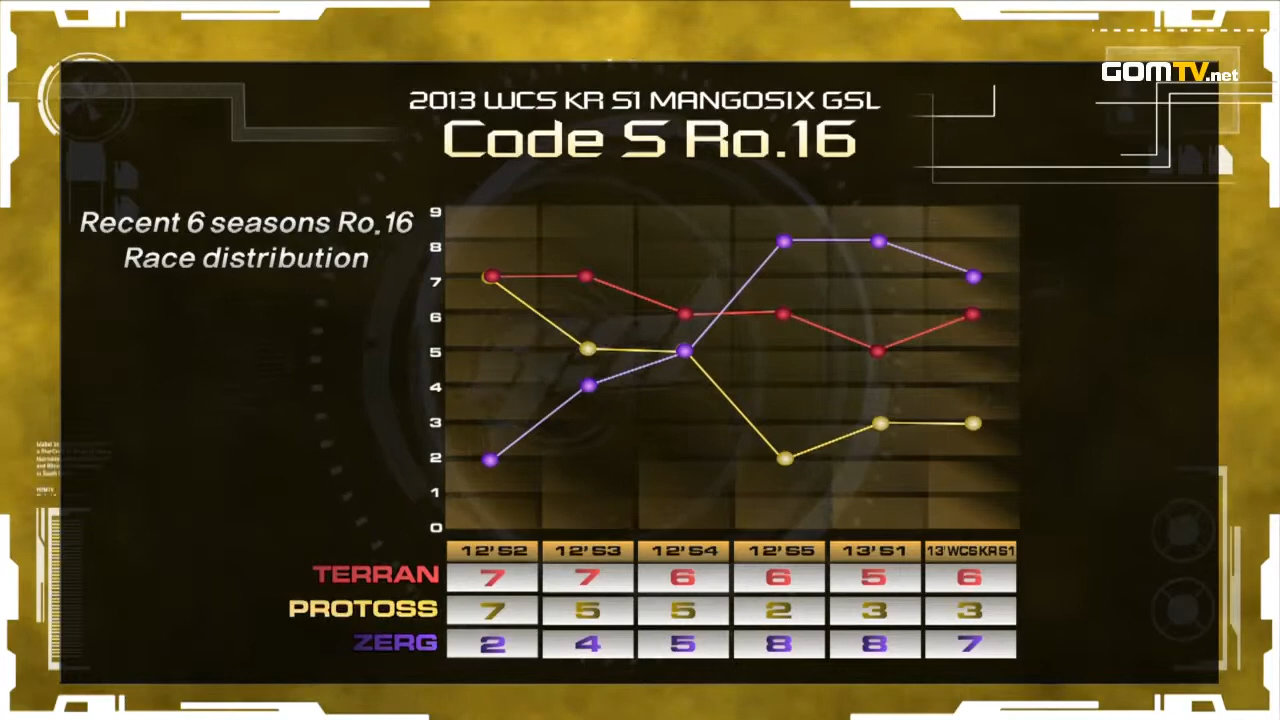 GOMTV.net
2013 WCS KR S1 MANGOSIX GSL
Code S Ro.16
Recent 6 seasons Ro.16
Race distribution
9
8
7
6
5
4
3
2
1
0
12' S2 12' S3 12' S4 12' S5 13' S1 13' WCS KR S1
TERRAN 7 7 6 6 5 6
PROTOSS 7 5 5 2 3 3
ZERG 2 4 5 8 8 7